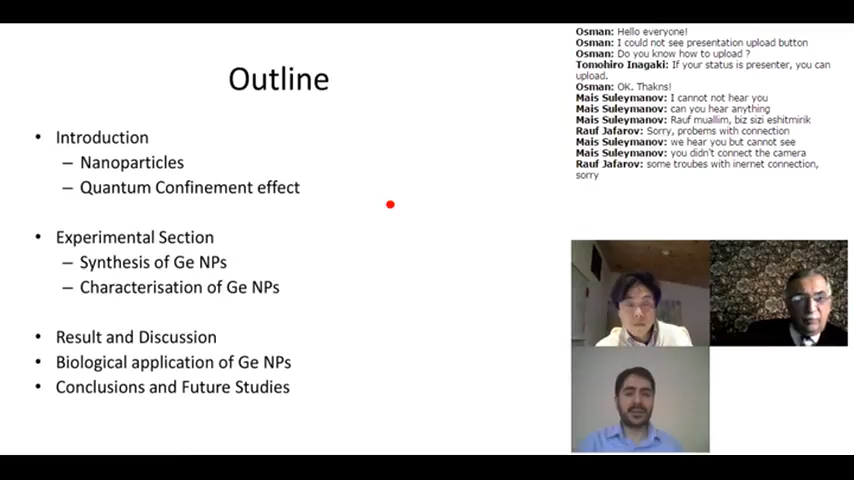 Outline
• Introduction
– Nanoparticles
– Quantum Confinement effect
• Experimental Section
– Synthesis of Ge NPs
– Characterisation of Ge NPs
• Result and Discussion
• Biological application of Ge NPs
• Conclusions and Future Studies
Osman: Hello everyone!
Osman: I could not see presentation upload button
Osman: Do you know how to upload ?
Tomohiro Inagaki: If your status is presenter, you can
upload.
Osman: OK. Thakns!
Mais Suleymanov: I cannot not hear you
Mais Suleymanov: can you hear anything
Mais Suleymanov: Rauf muallim, biz sizi eshitmirik
Rauf Jafarov: Sorry, probems with connection
Mais Suleymanov: we hear you but cannot see
Mais Suleymanov: you didn't connect the camera
Rauf Jafarov: some troubes with inernet connection,
sorry